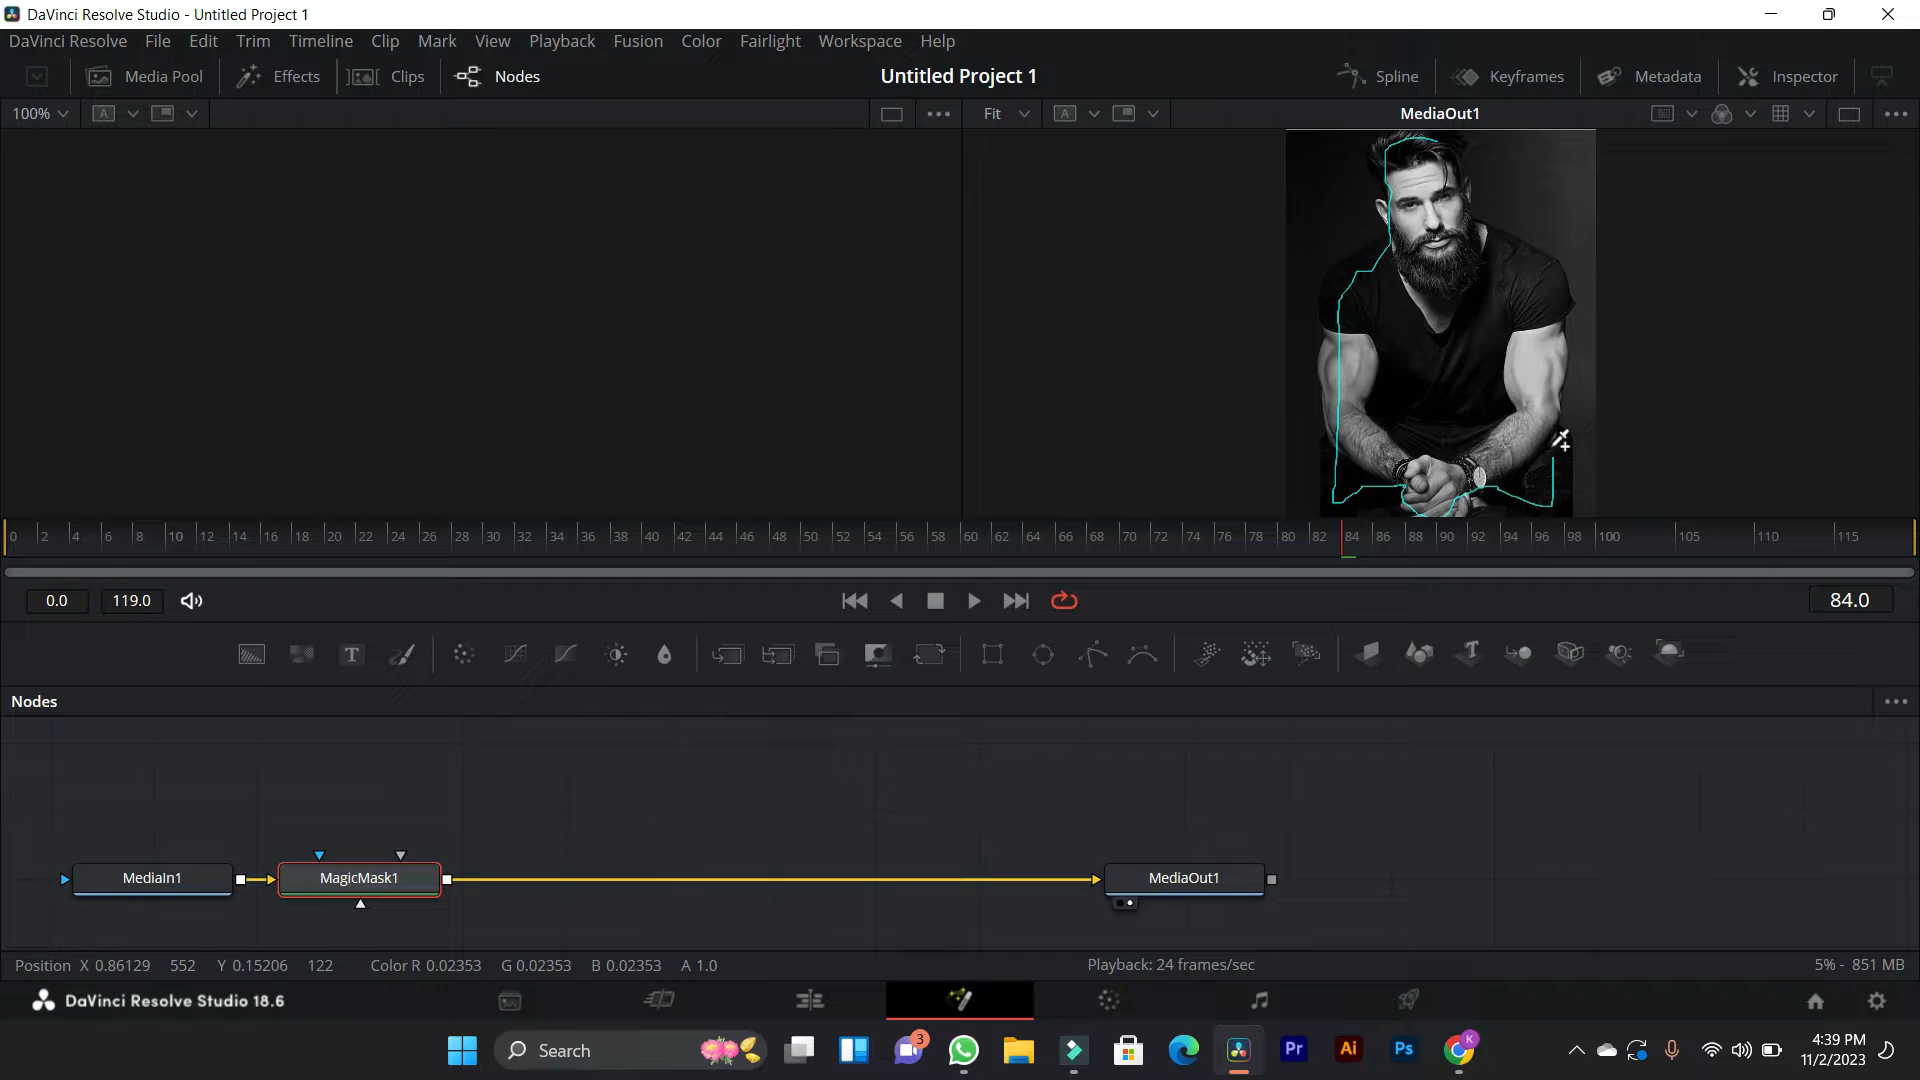 DaVinci Resolve Studio - Untitled Project 1
DaVinci Resolve File Edit Trim Timeline Clip Mark View Playback Fusion Color Fairlight Workspace Help
Media Pool Effects Clips Nodes Untitled Project 1 Spline Keyframes Metadata Inspector
100% A Fit A MediaOut1
0 2 4 6 8 10 12 14 16 18 20 22 24 26 28 30 32 34 36 38 40 42 44 46 48 50 52 54 56 58 60 62 64 66 68 70 72 74 76 78 80 82 84 86 88 90 92 94 96 98 100 105 110 115
0.0 119.0 84.0
T T
Nodes
MediaIn1 MagicMask1 MediaOut1
Position X 0.86129 552 Y 0.15206 122 Color R 0.02353 G 0.02353 B 0.02353 A 1.0 Playback: 24 frames/sec 5% - 851 MB
DaVinci Resolve Studio 18.6
Search 3 Pr Ai Ps K 4:39 PM
11/2/2023